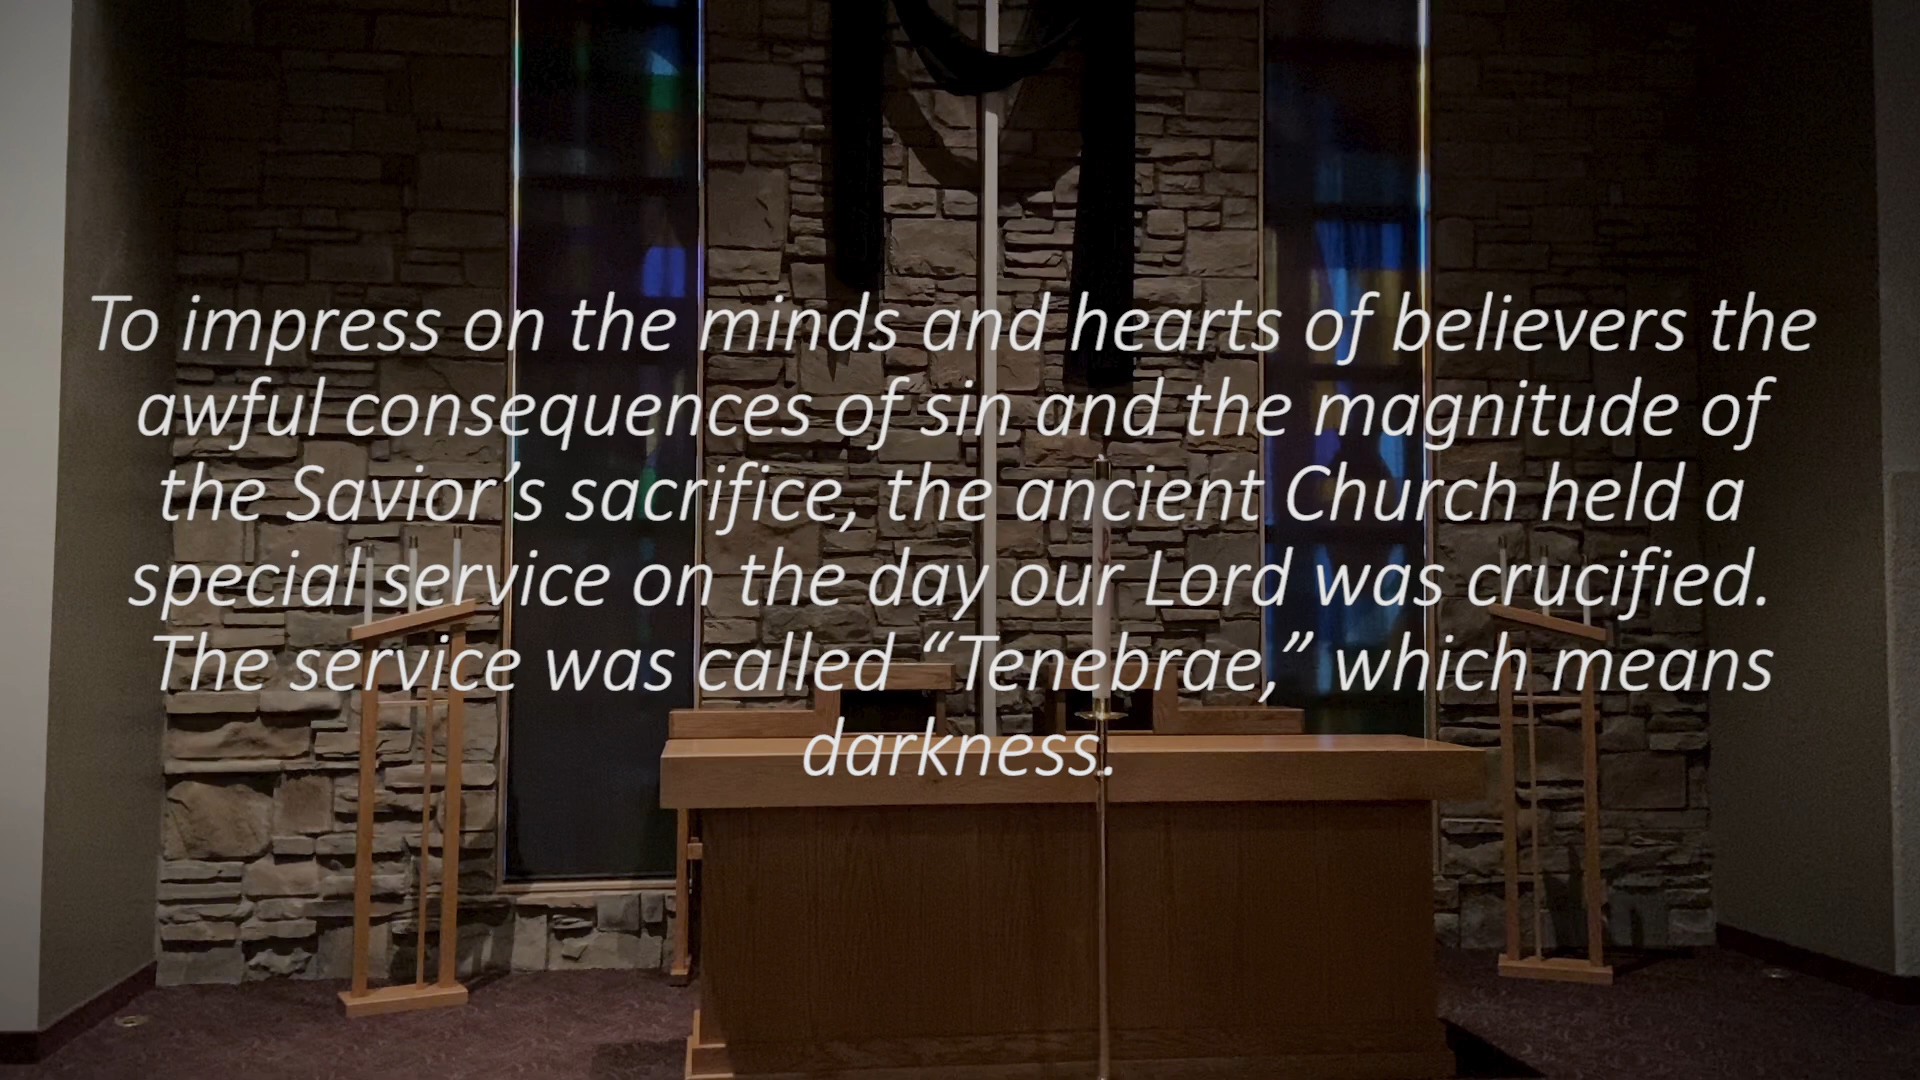 To impress on the minds and hearts of believers the
awful consequences of sin and the magnitude of
the Savior’s sacrifice, the ancient Church held a
special service on the day our Lord was crucified.
The service was called “Tenebrae,” which means
darkness.